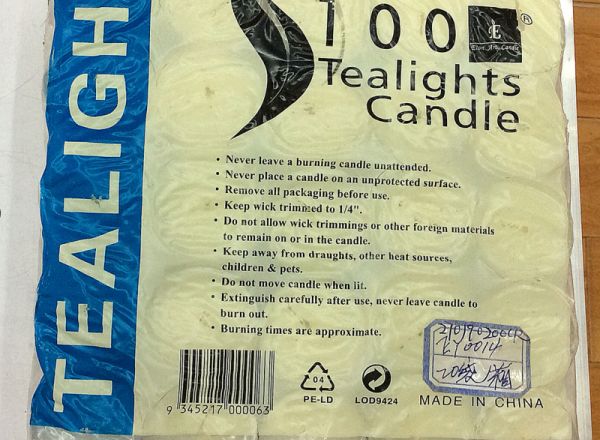 TEALIGH
100
®
E
Tealights
Candle
• Never leave a burning candle unattended.
• Never place a candle on an unprotected surface.
• Remove all packaging before use.
• Keep wick trimmed to 1/4".
• Do not allow wick trimmings or other foreign materials
to remain on or in the candle.
• Keep away from draughts, other heat sources,
children & pets.
• Do not move candle when lit.
• Extinguish carefully after use, never leave candle to
burn out.
• Burning times are approximate.
9 345217 000063
04
PE-LD
LOD9424
MADE IN CHINA